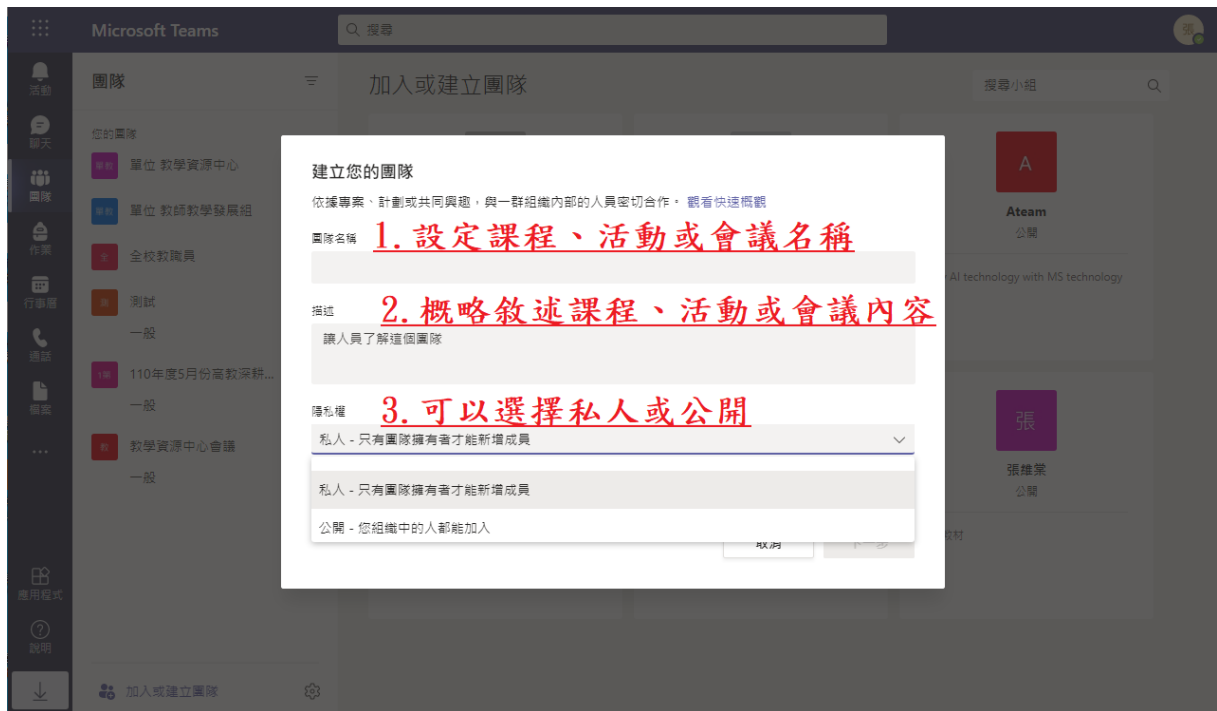 Microsoft Teams
搜尋
張
活動
聊天
團隊
作業
行事曆
通話
檔案
應用程式
說明
團隊
您的團隊
單教
單位 教學資源中心
單教
單位 教師教學發展組
全
全校教職員
測
測試
一般
110年度5月份高教深耕...
一般
教
教學資源中心會議
一般
加入或建立團隊
加入或建立團隊
搜尋小組
建立您的團隊
依據專案、計劃或共同興趣，與一群組織內部的人員密切合作。 觀看快速概觀
團隊名稱 1. 設定課程、活動或會議名稱
描述 2. 概略敘述課程、活動或會議內容
讓人員了解這個團隊
隱私權 3. 可以選擇私人或公開
私人 - 只有團隊擁有者才能新增成員
私人 - 只有團隊擁有者才能新增成員
公開 - 您組織中的人都能加入
取消 下一步
A
Ateam
公開
AI technology with MS technology
張
張維棠
公開
教材